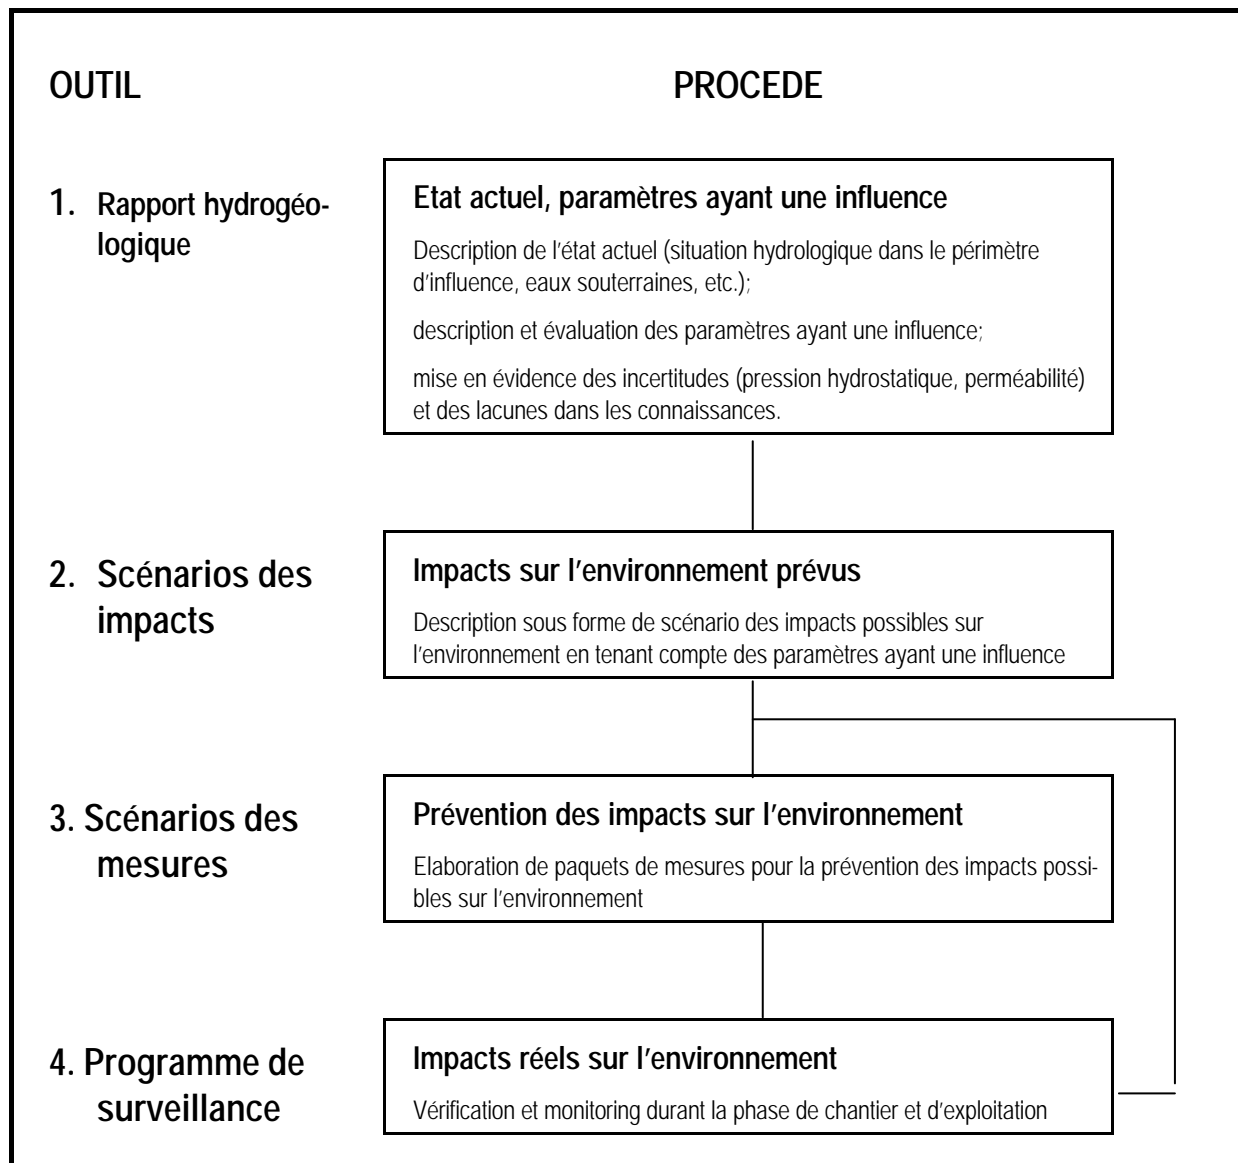 OUTIL PROCEDE
1. Rapport hydrogéo-
logique
Etat actuel, paramètres ayant une influence
Description de l'état actuel (situation hydrologique dans le périmètre
d'influence, eaux souterraines, etc.);
description et évaluation des paramètres ayant une influence;
mise en évidence des incertitudes (pression hydrostatique, perméabilité)
et des lacunes dans les connaissances.
2. Scénarios des
impacts
Impacts sur l'environnement prévus
Description sous forme de scénario des impacts possibles sur
l'environnement en tenant compte des paramètres ayant une influence
3. Scénarios des
mesures
Prévention des impacts sur l'environnement
Elaboration de paquets de mesures pour la prévention des impacts possi-
bles sur l'environnement
4. Programme de
surveillance
Impacts réels sur l'environnement
Vérification et monitoring durant la phase de chantier et d'exploitation